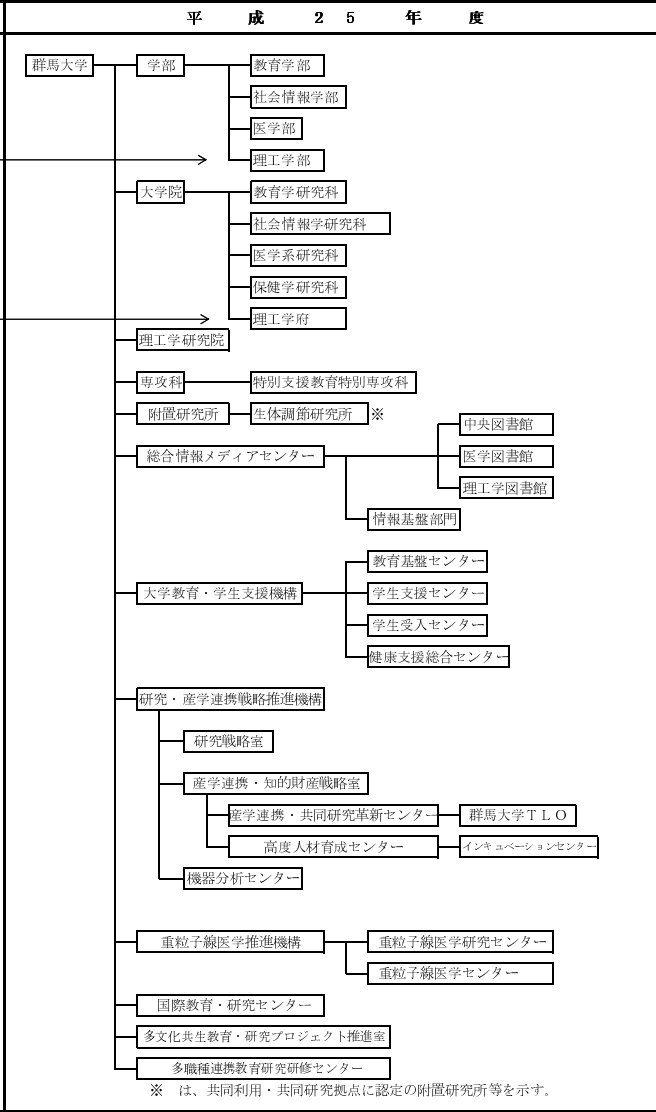 平成２５年度
群馬大学 学部 教育学部
社会情報学部
医学部
理工学部
大学院 教育学研究科
社会情報学研究科
医学系研究科
保健学研究科
理工学府
理工学研究院
専攻科 特別支援教育特別専攻科
附置研究所 生体調節研究所 ※
中央図書館
総合情報メディアセンター 医学図書館
理工学図書館
情報基盤部門
教育基盤センター
大学教育・学生支援機構 学生支援センター
学生受入センター
健康支援総合センター
研究・産学連携戦略推進機構
研究戦略室
産学連携・知的財産戦略室
産学連携・共同研究革新センター 群馬大学ＴＬＯ
高度人材育成センター インキュベーションセンター
機器分析センター
重粒子線医学推進機構 重粒子線医学研究センター
重粒子線医学センター
国際教育・研究センター
多文化共生教育・研究プロジェクト推進室
多職種連携教育研究研修センター
※ は、共同利用・共同研究拠点に認定の附置研究所等を示す。